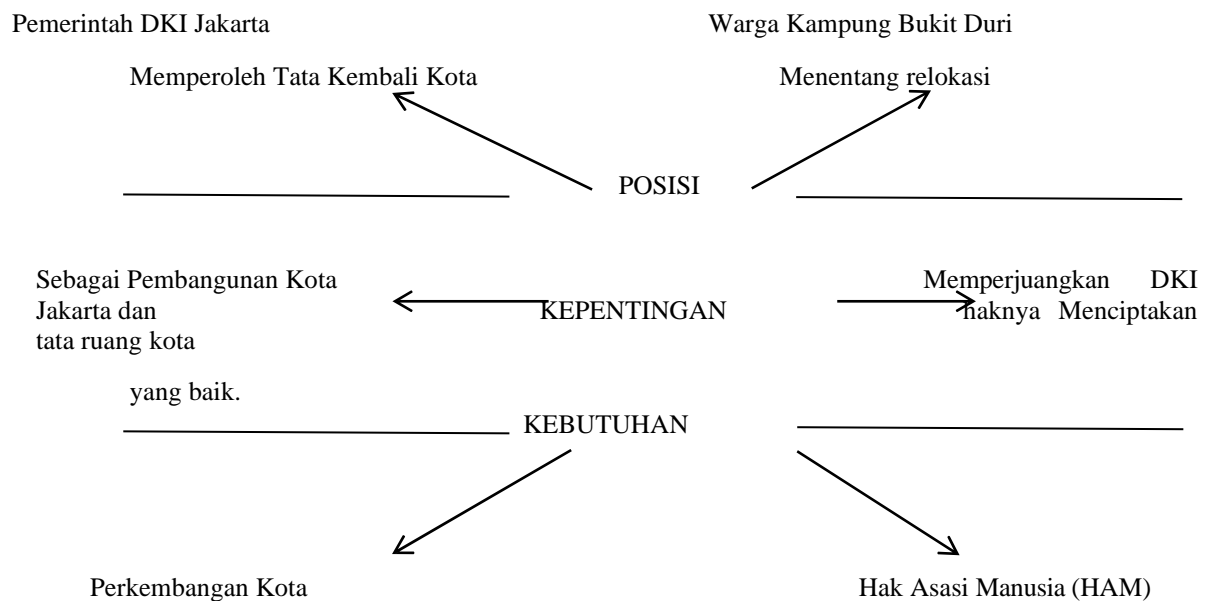 Pemerintah DKI Jakarta Warga Kampung Bukit Duri
Memperoleh Tata Kembali Kota Menentang relokasi
POSISI
Sebagai Pembangunan Kota Memperjuangkan DKI
Jakarta dan KEPENTINGAN haknya Menciptakan
tata ruang kota
yang baik.
KEBUTUHAN
Perkembangan Kota Hak Asasi Manusia (HAM)